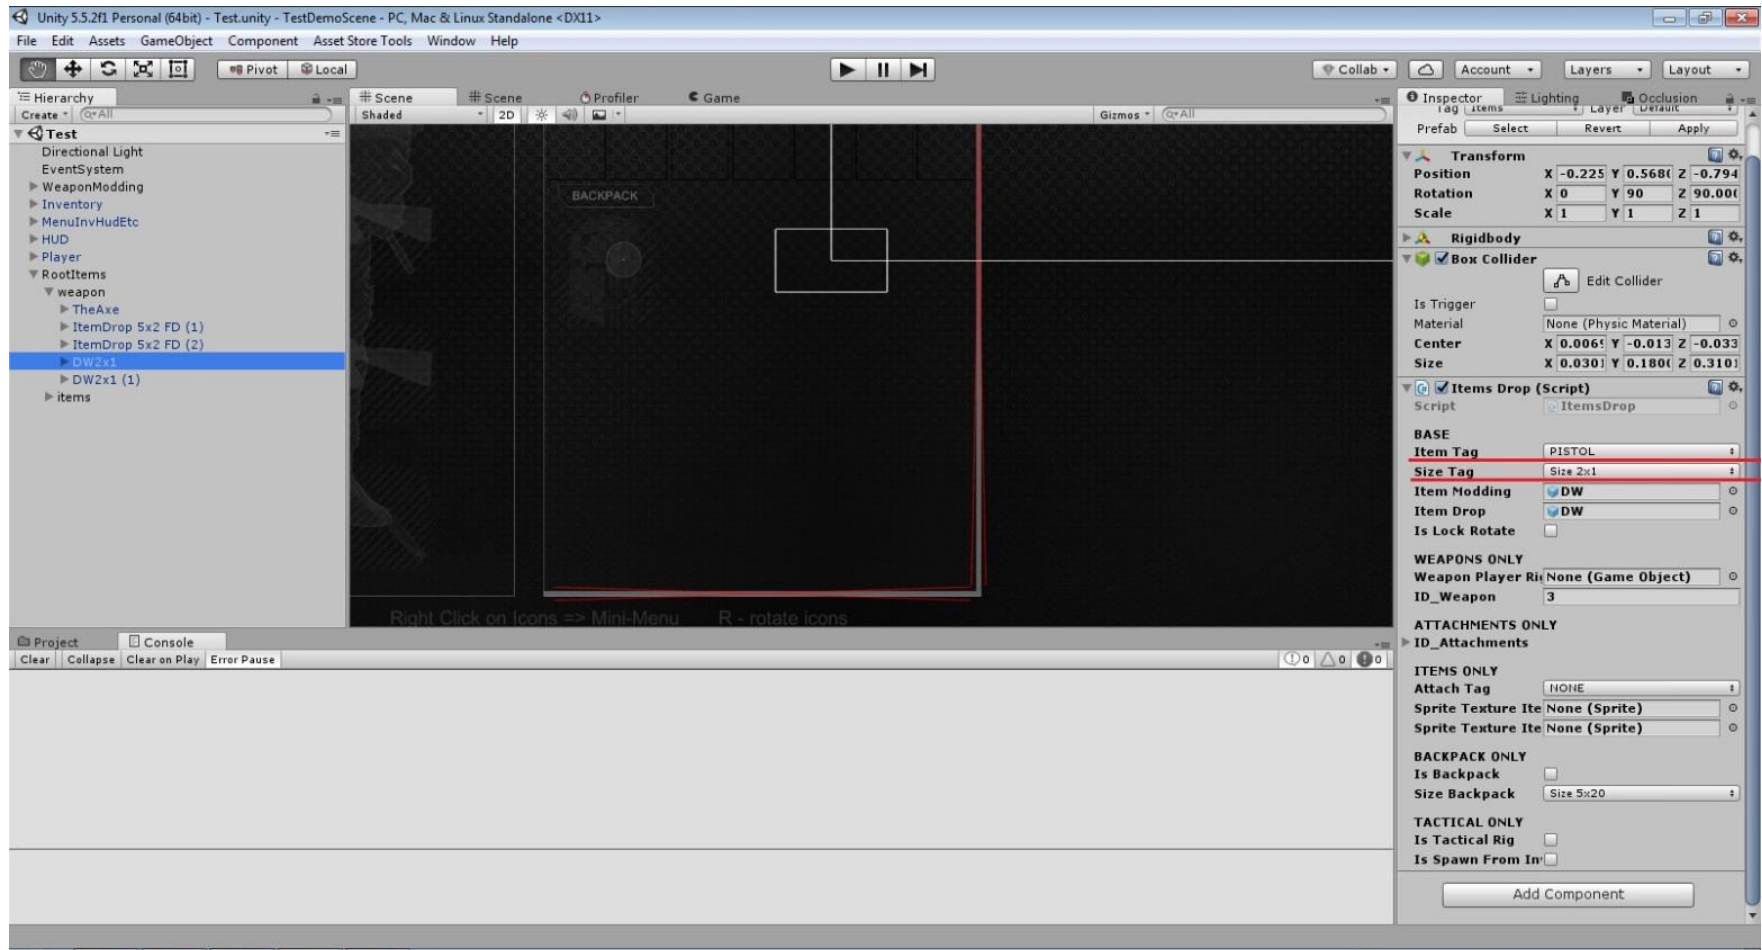 Unity 5.5.2f1 Personal (64bit) - Test.unity - TestDemoScene - PC, Mac & Linux Standalone <DX11>
File Edit Assets GameObject Component Asset Store Tools Window Help
Pivot Local Collab Account Layers Layout
Hierarchy
Create All
Test
Directional Light
EventSystem
WeaponModding
Inventory
MenuInvHudEtc
HUD
Player
RootItems
weapon
TheAxe
ItemDrop 5x2 FD (1)
ItemDrop 5x2 FD (2)
DW2x1
DW2x1 (1)
items
Scene Scene Profiler Game
Shaded 2D Gizmos All
BACKPACK
Right Click on Icons => Mini-Menu R - rotate icons
Project Console
Clear Collapse Clear on Play Error Pause 0 0 0
Inspector Lighting Occlusion
Tag Items Layer Default
Prefab Select Revert Apply
Transform
Position X -0.225 Y 0.568( Z -0.794
Rotation X 0 Y 90 Z 90.00(
Scale X 1 Y 1 Z 1
Rigidbody
Box Collider
Edit Collider
Is Trigger
Material None (Physic Material)
Center X 0.006 Y -0.013 Z -0.033
Size X 0.030 Y 0.180 Z 0.310
Items Drop (Script)
Script ItemsDrop
BASE
Item Tag PISTOL
Size Tag Size 2x1
Item Modding DW
Item Drop DW
Is Lock Rotate
WEAPONS ONLY
Weapon Player Ri None (Game Object)
ID_Weapon 3
ATTACHMENTS ONLY
ID_Attachments
ITEMS ONLY
Attach Tag NONE
Sprite Texture Ite None (Sprite)
Sprite Texture Ite None (Sprite)
BACKPACK ONLY
Is Backpack
Size Backpack Size 5x20
TACTICAL ONLY
Is Tactical Rig
Is Spawn From In
Add Component